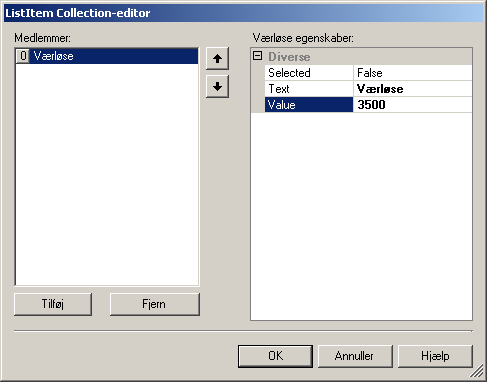 ListItem Collection-editor
Medlemmer:
0 Værløse
Tilføj Fjern
Værløse egenskaber:
Diverse
Selected False
Text Værløse
Value 3500
OK Annuller Hjælp